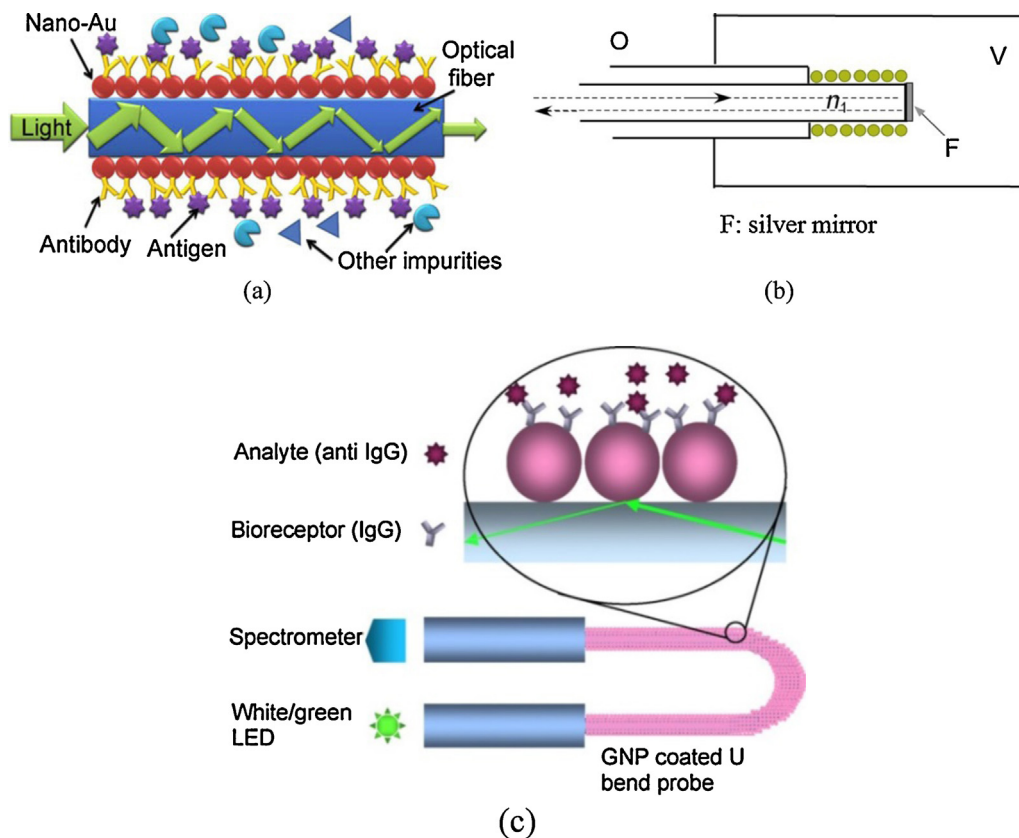 Nano-Au
Optical
fiber
Light
Antibody
Antigen
Other impurities
(a)
O
V
n1
F
F: silver mirror
(b)
Analyte (anti IgG)
Bioreceptor (IgG)
Spectrometer
White/green
LED
GNP coated U
bend probe
(c)